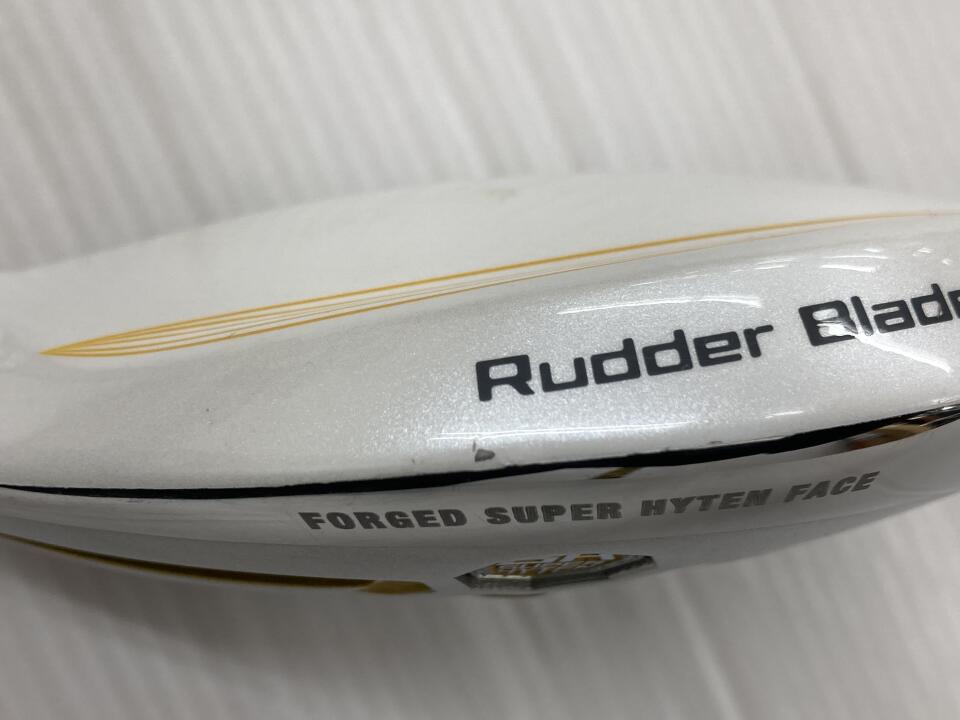 Rudder Blade
FORGED SUPER HYTEN FACE